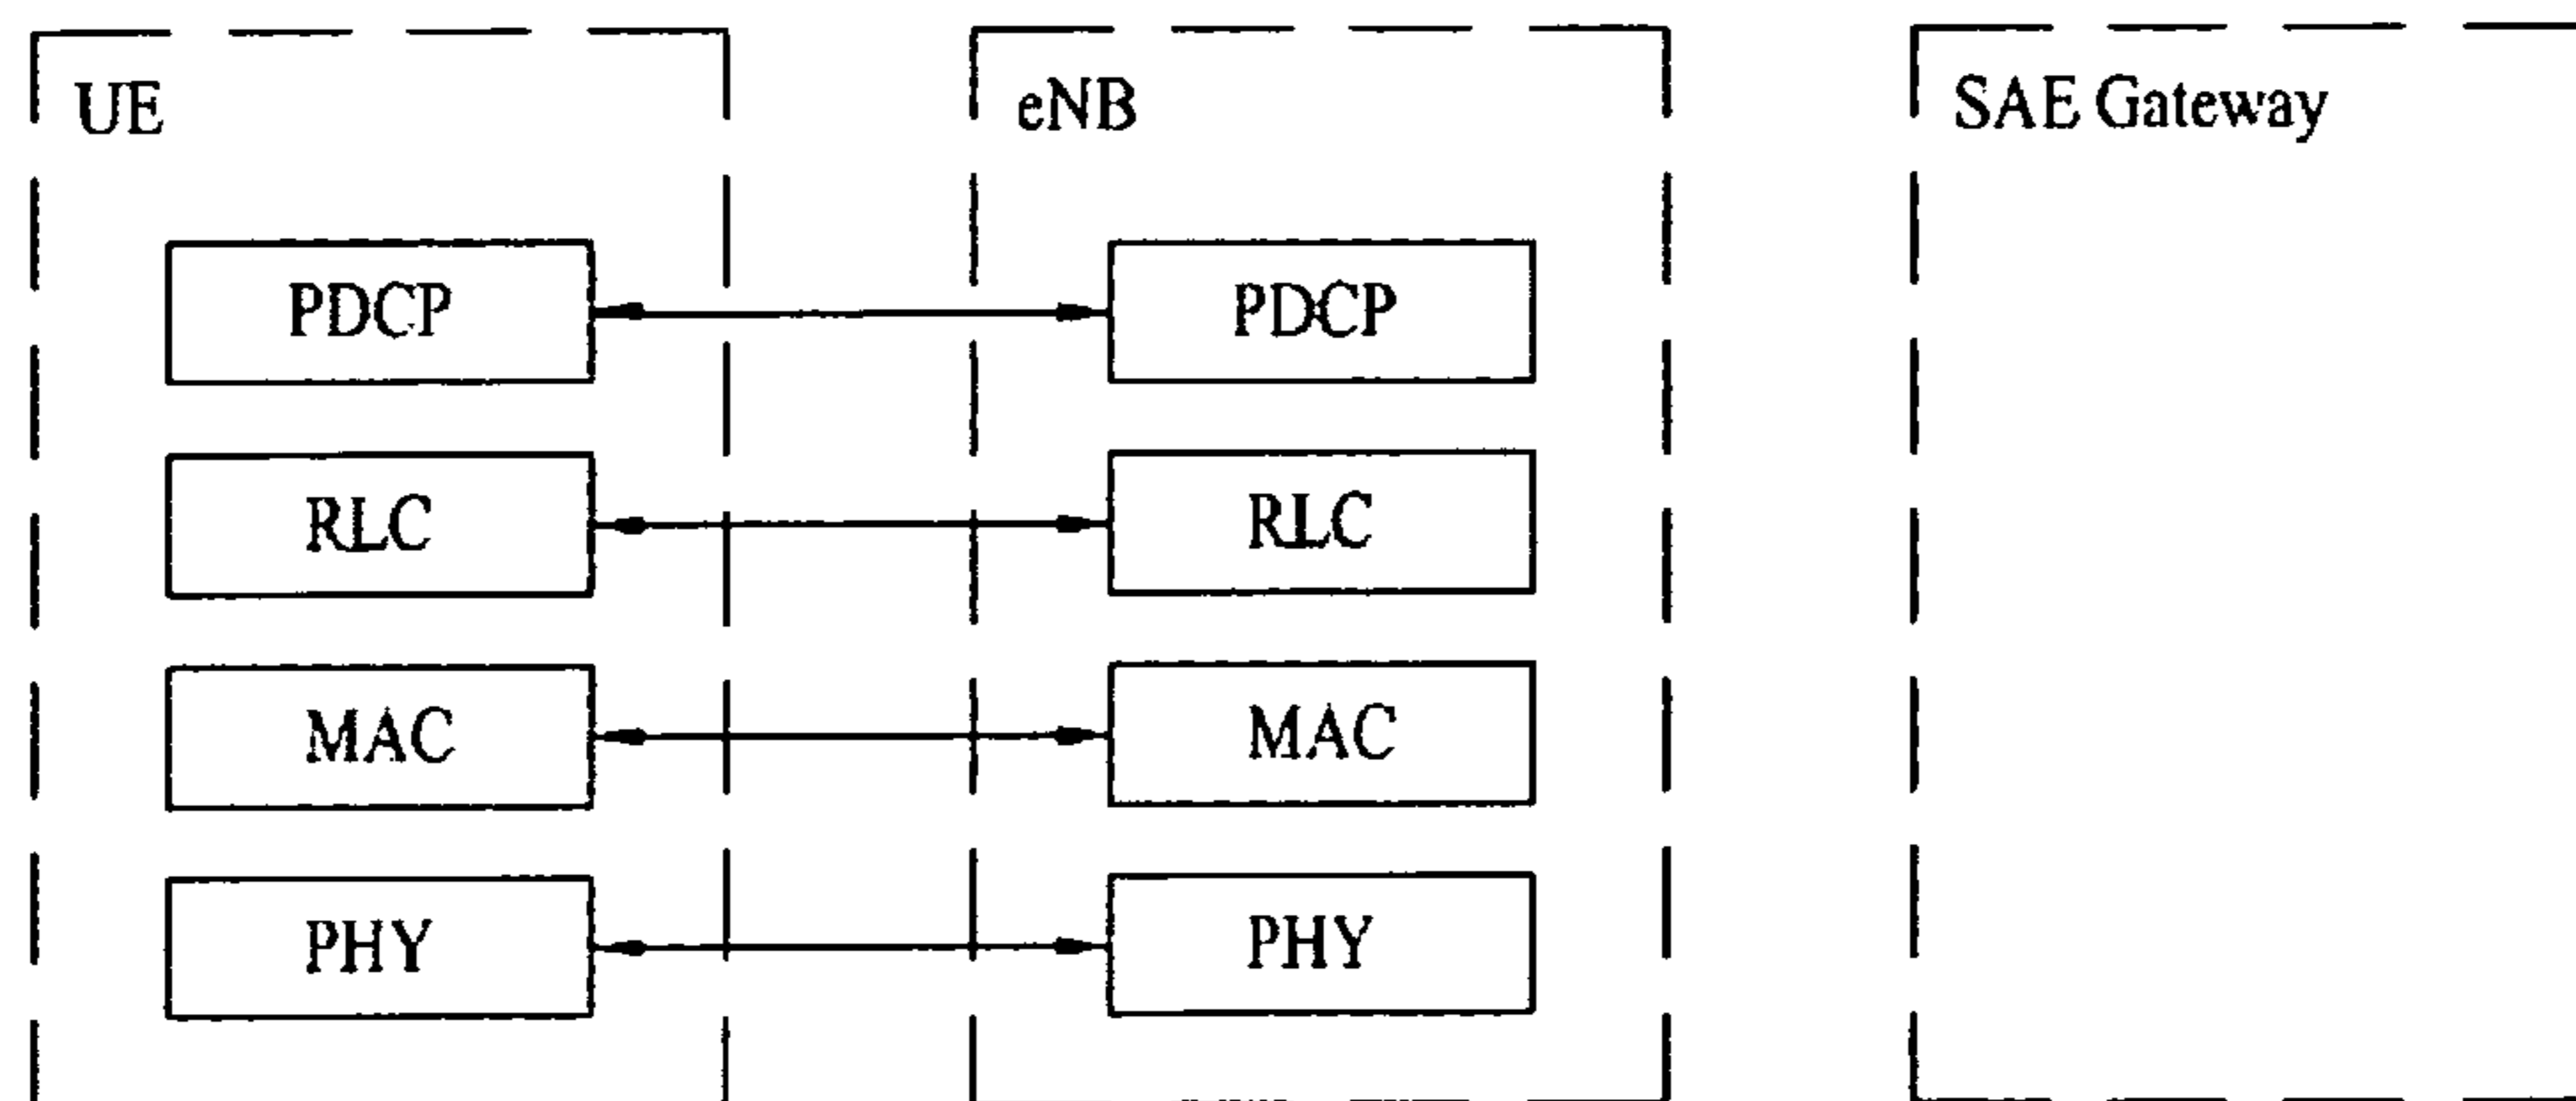 UE
eNB
SAE Gateway
PDCP
PDCP
RLC
RLC
MAC
MAC
PHY
PHY